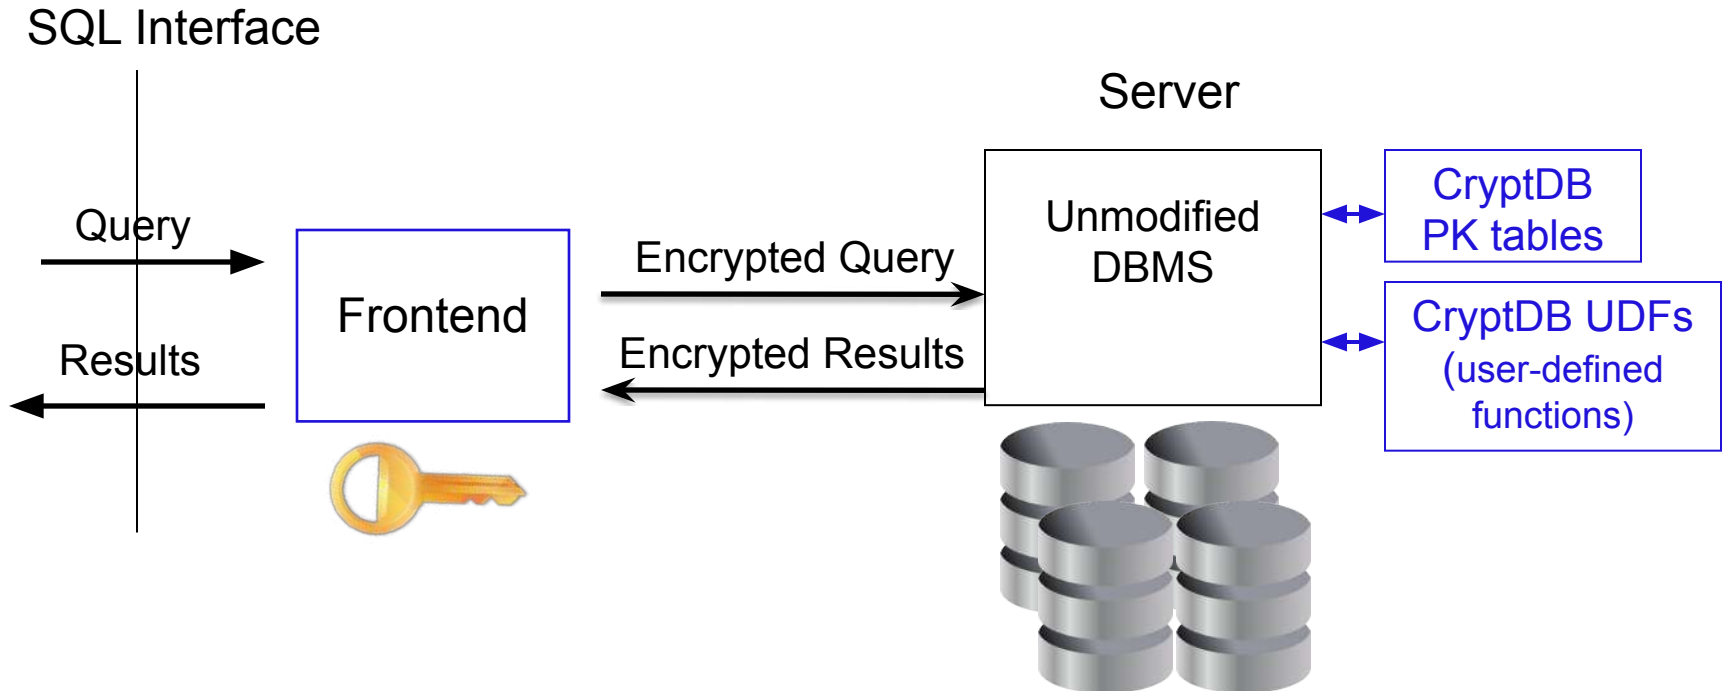 SQL Interface
Server
Query
Results
Frontend
Encrypted Query
Encrypted Results
Unmodified
DBMS
CryptDB
PK tables
CryptDB UDFs
(user-defined
functions)